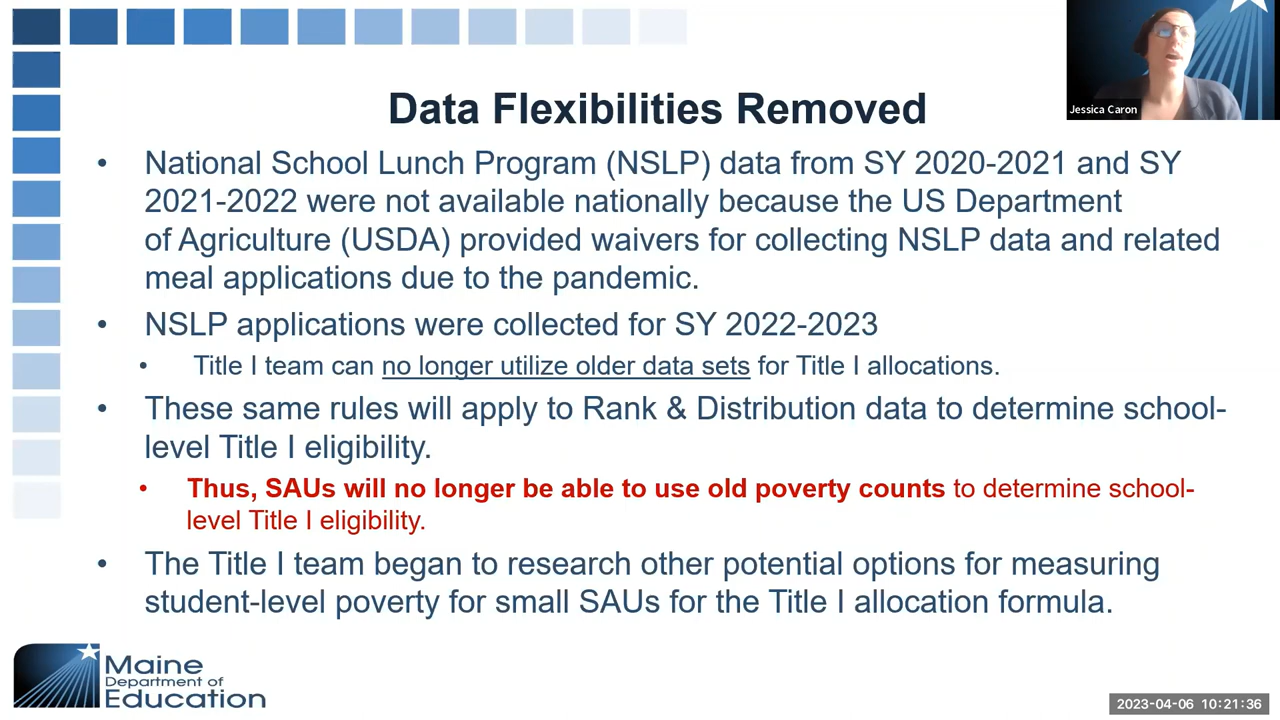 Jessica Caron
Data Flexibilities Removed
• National School Lunch Program (NSLP) data from SY 2020-2021 and SY
2021-2022 were not available nationally because the US Department
of Agriculture (USDA) provided waivers for collecting NSLP data and related
meal applications due to the pandemic.
• NSLP applications were collected for SY 2022-2023
• Title I team can no longer utilize older data sets for Title I allocations.
• These same rules will apply to Rank & Distribution data to determine school-
level Title I eligibility.
• Thus, SAUs will no longer be able to use old poverty counts to determine school-
level Title I eligibility.
• The Title I team began to research other potential options for measuring
student-level poverty for small SAUs for the Title I allocation formula.
Maine
Department of
Education
2023-04-06 10:21:36